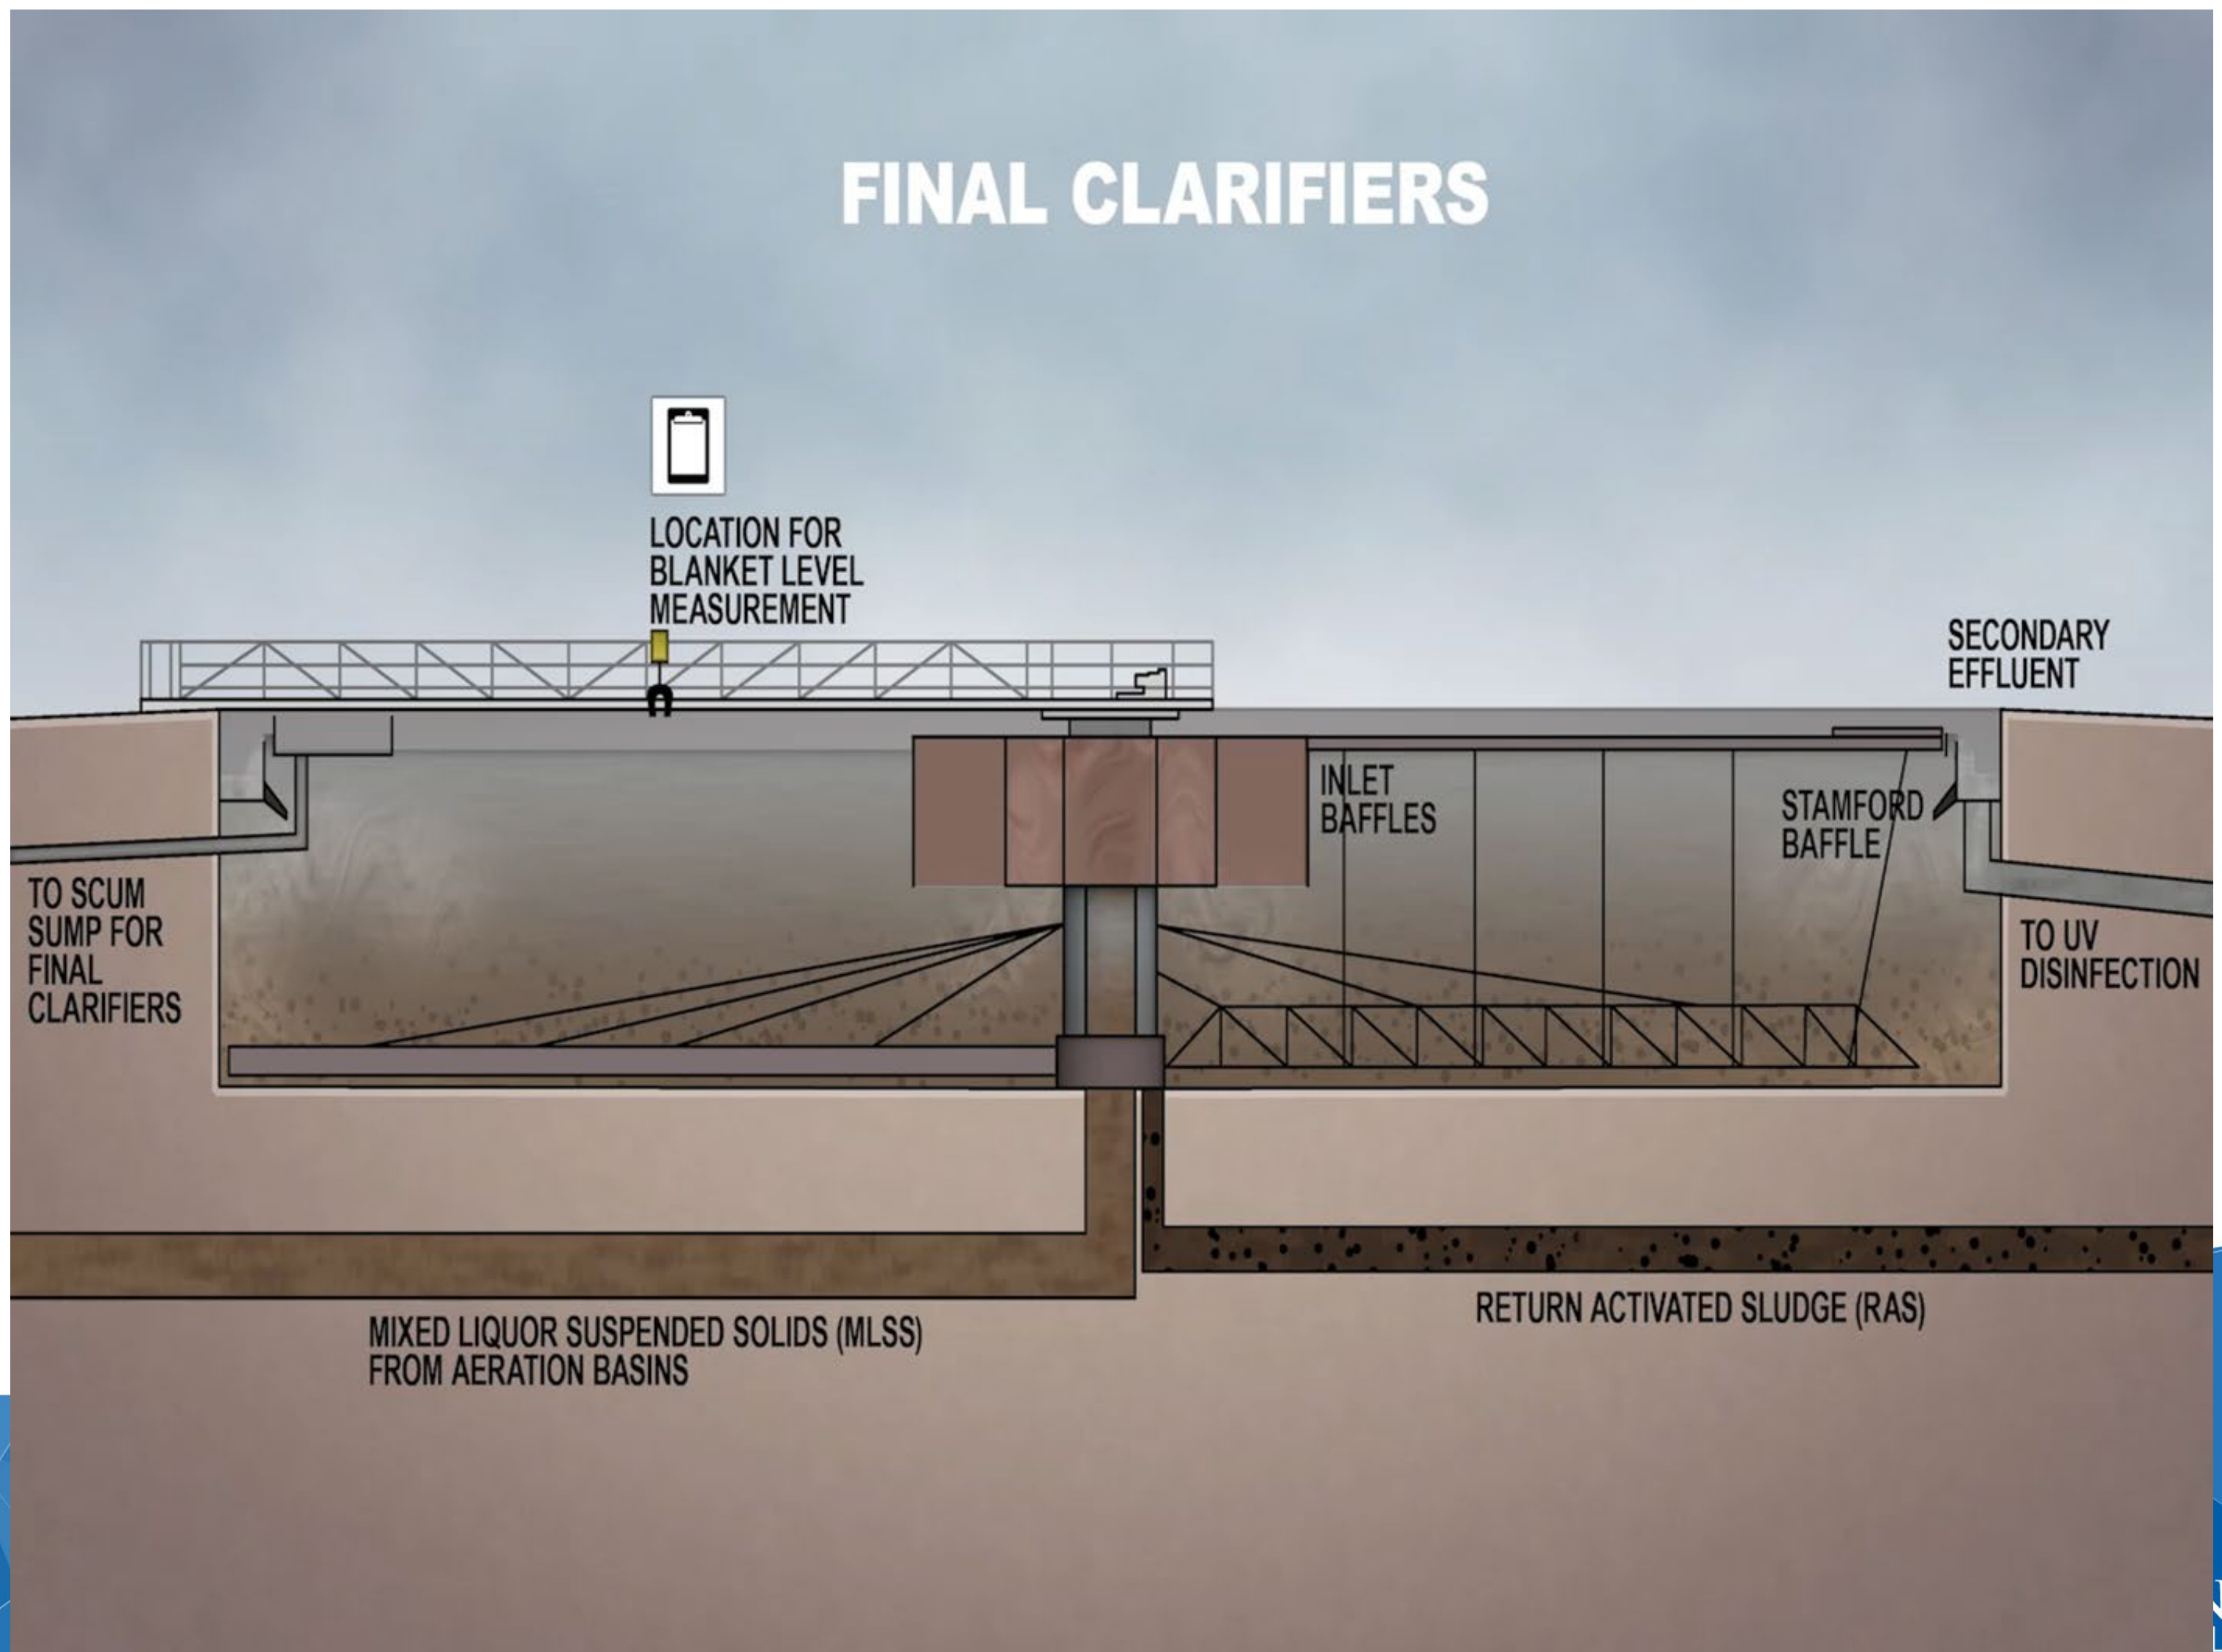 FINAL CLARIFIERS
LOCATION FOR
BLANKET LEVEL
MEASUREMENT
SECONDARY
EFFLUENT
INLET
BAFFLES
STAMFORD
BAFFLE
TO SCUM
SUMP FOR
FINAL
CLARIFIERS
TO UV
DISINFECTION
MIXED LIQUOR SUSPENDED SOLIDS (MLSS)
FROM AERATION BASINS
RETURN ACTIVATED SLUDGE (RAS)